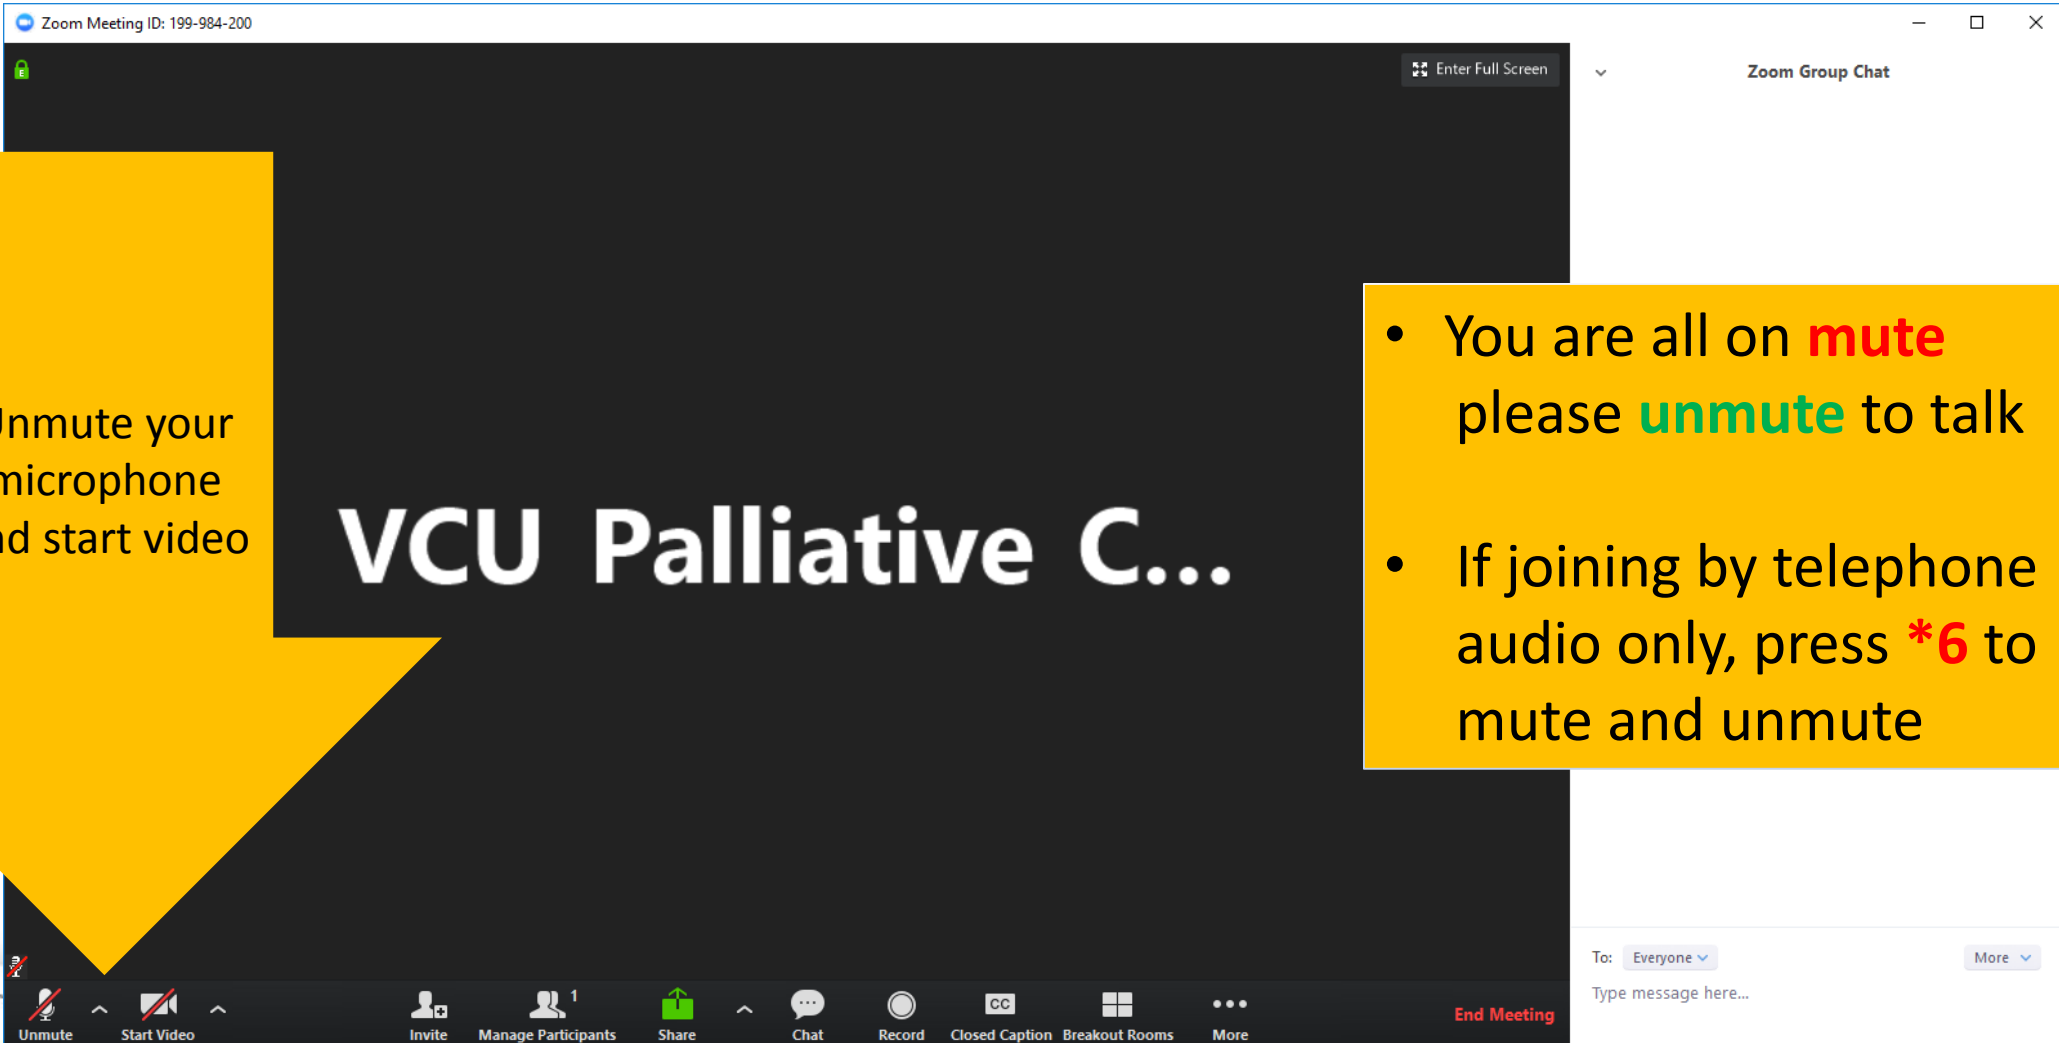 Zoom Meeting ID: 199-984-200
Enter Full Screen
Zoom Group Chat
your
microphone
start video
VCU Palliative C...
• You are all on mute
please unmute to talk
• If joining by telephone
audio only, press *6 to
mute and unmute
To: Everyone
More
Type message here...
Unmute
Start Video
Invite
1
Manage Participants
Share
Chat
Record
CC
Closed Caption
Breakout Rooms
More
End Meeting